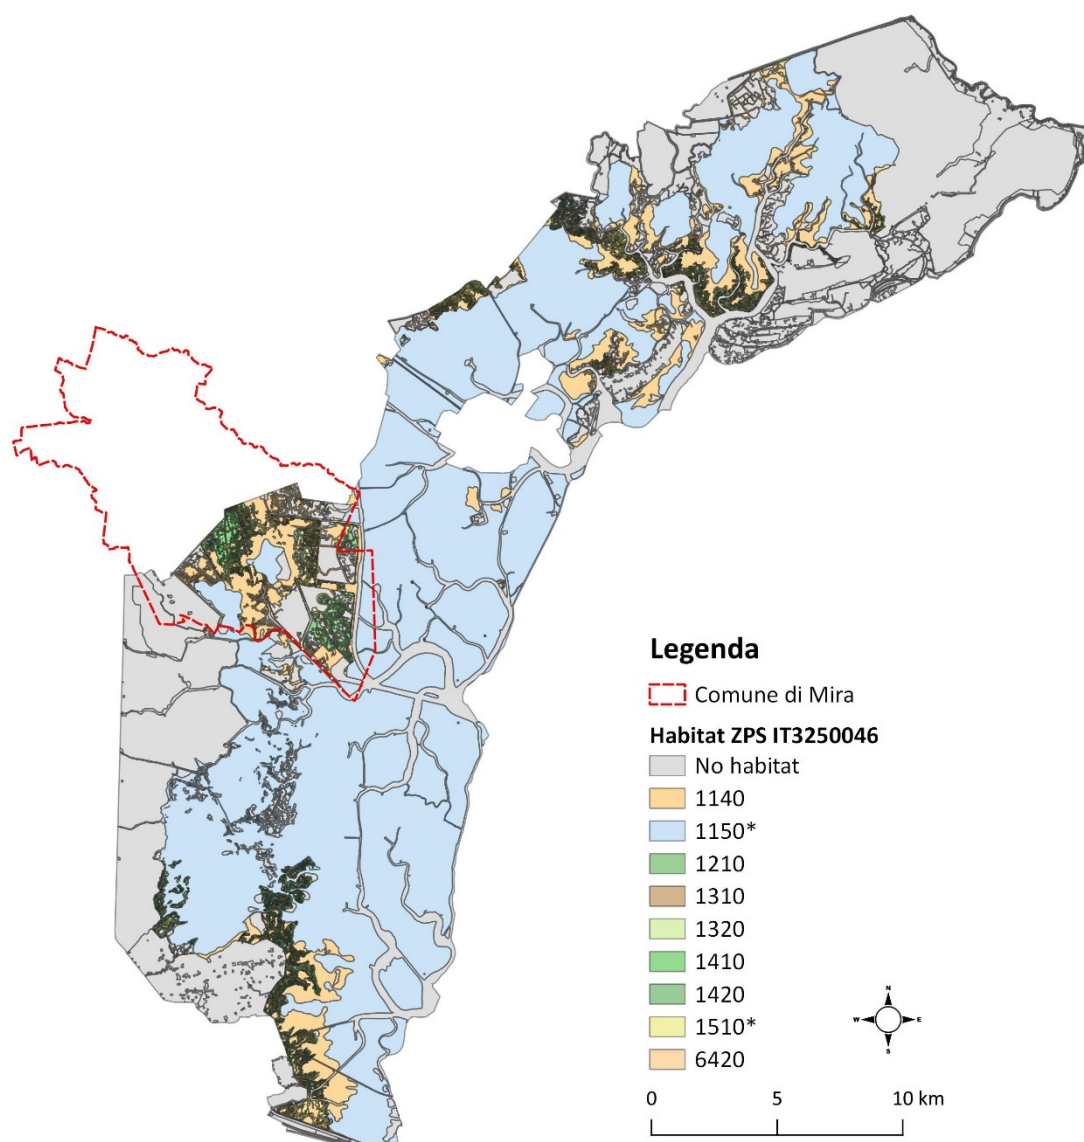 Legenda
Comune di Mira
Habitat ZPS IT3250046
No habitat
1140
1150*
1210
1310
1320
1410
1420
1510*
6420
N
W E
S
0 5 10 km